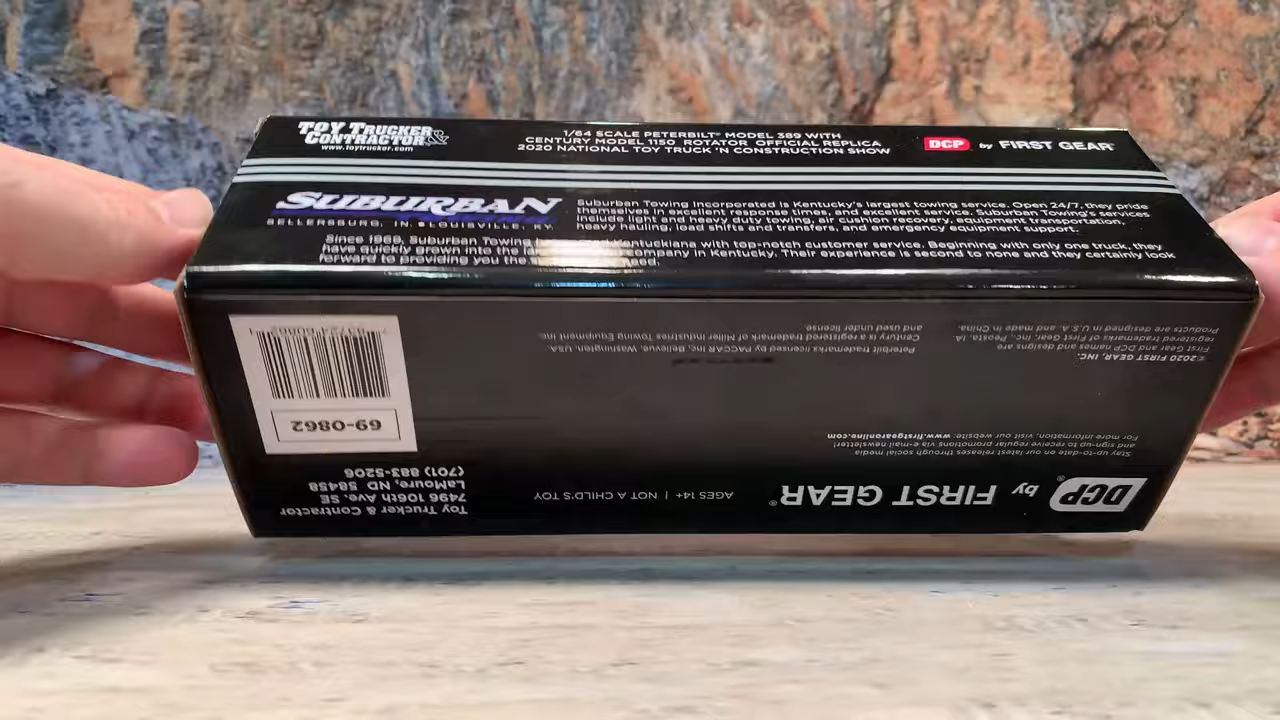 TOY TRUCKER
& CONTRACTOR
www.toytrucker.com
1/64 SCALE PETERBILT® MODEL 389 WITH
CENTURY MODEL 1150 ROTATOR OFFICIAL REPLICA
2020 NATIONAL TOY TRUCK 'N CONSTRUCTION SHOW
DCP by FIRST GEAR®
SUBURBAN
TOWING
SELLERSBURG, IN & LOUISVILLE, KY.
Suburban Towing Incorporated is Kentucky's largest towing service. Open 24/7, they pride
themselves in excellent response times, and excellent service. Suburban Towing's services
include light and heavy duty towing, air cushion recovery, equipment transportation,
heavy hauling, load shifts and transfers, and emergency equipment support.
Since 1969, Suburban Towing Kentuckiana with top-notch customer service. Beginning with only one truck, they
have quickly grown into the company in Kentucky. Their experience is second to none and they certainly look
forward to providing you the need.
DCP® by FIRST GEAR®
AGES 14+ | NOT A CHILD'S TOY
Toy Trucker & Contractor
7496 106th Ave. SE
LaMoure, ND 58458
(701) 883-5206
Stay up-to-date on our latest releases through social media
and sign-up to receive regular promotions via e-mail newsletter!
For more information, visit our website: www.firstgearonline.com
69-0862
©2020 FIRST GEAR, INC.
First Gear and DCP names and designs are
registered trademarks of First Gear, Inc., Peosta, IA.
Products are designed in U.S.A. and made in China.
Peterbilt trademarks licensed by PACCAR Inc, Bellevue, Washington, USA.
Century is a registered trademark of Miller Industries Towing Equipment Inc.
and used under license.